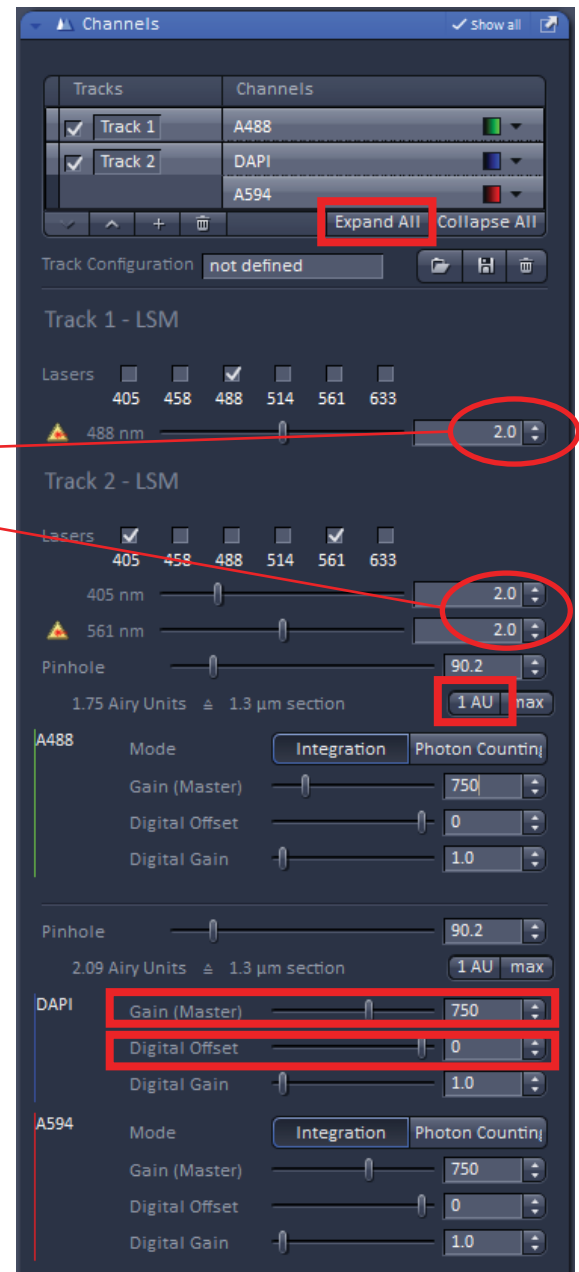 Channels Show all
Tracks Channels
Track 1 A488
Track 2 DAPI
A594
+ Expand All Collapse All
Track Configuration not defined
Track 1 - LSM
Lasers
405 458 488 514 561 633
488 nm 2.0
Track 2 - LSM
Lasers
405 458 488 514 561 633
405 nm 2.0
561 nm 2.0
Pinhole 90.2
1.75 Airy Units ≙ 1.3 µm section 1 AU max
A488
Mode Integration Photon Counting
Gain (Master) 750
Digital Offset 0
Digital Gain 1.0
Pinhole 90.2
2.09 Airy Units ≙ 1.3 µm section 1 AU max
DAPI
Gain (Master) 750
Digital Offset 0
Digital Gain 1.0
A594
Mode Integration Photon Counting
Gain (Master) 750
Digital Offset 0
Digital Gain 1.0